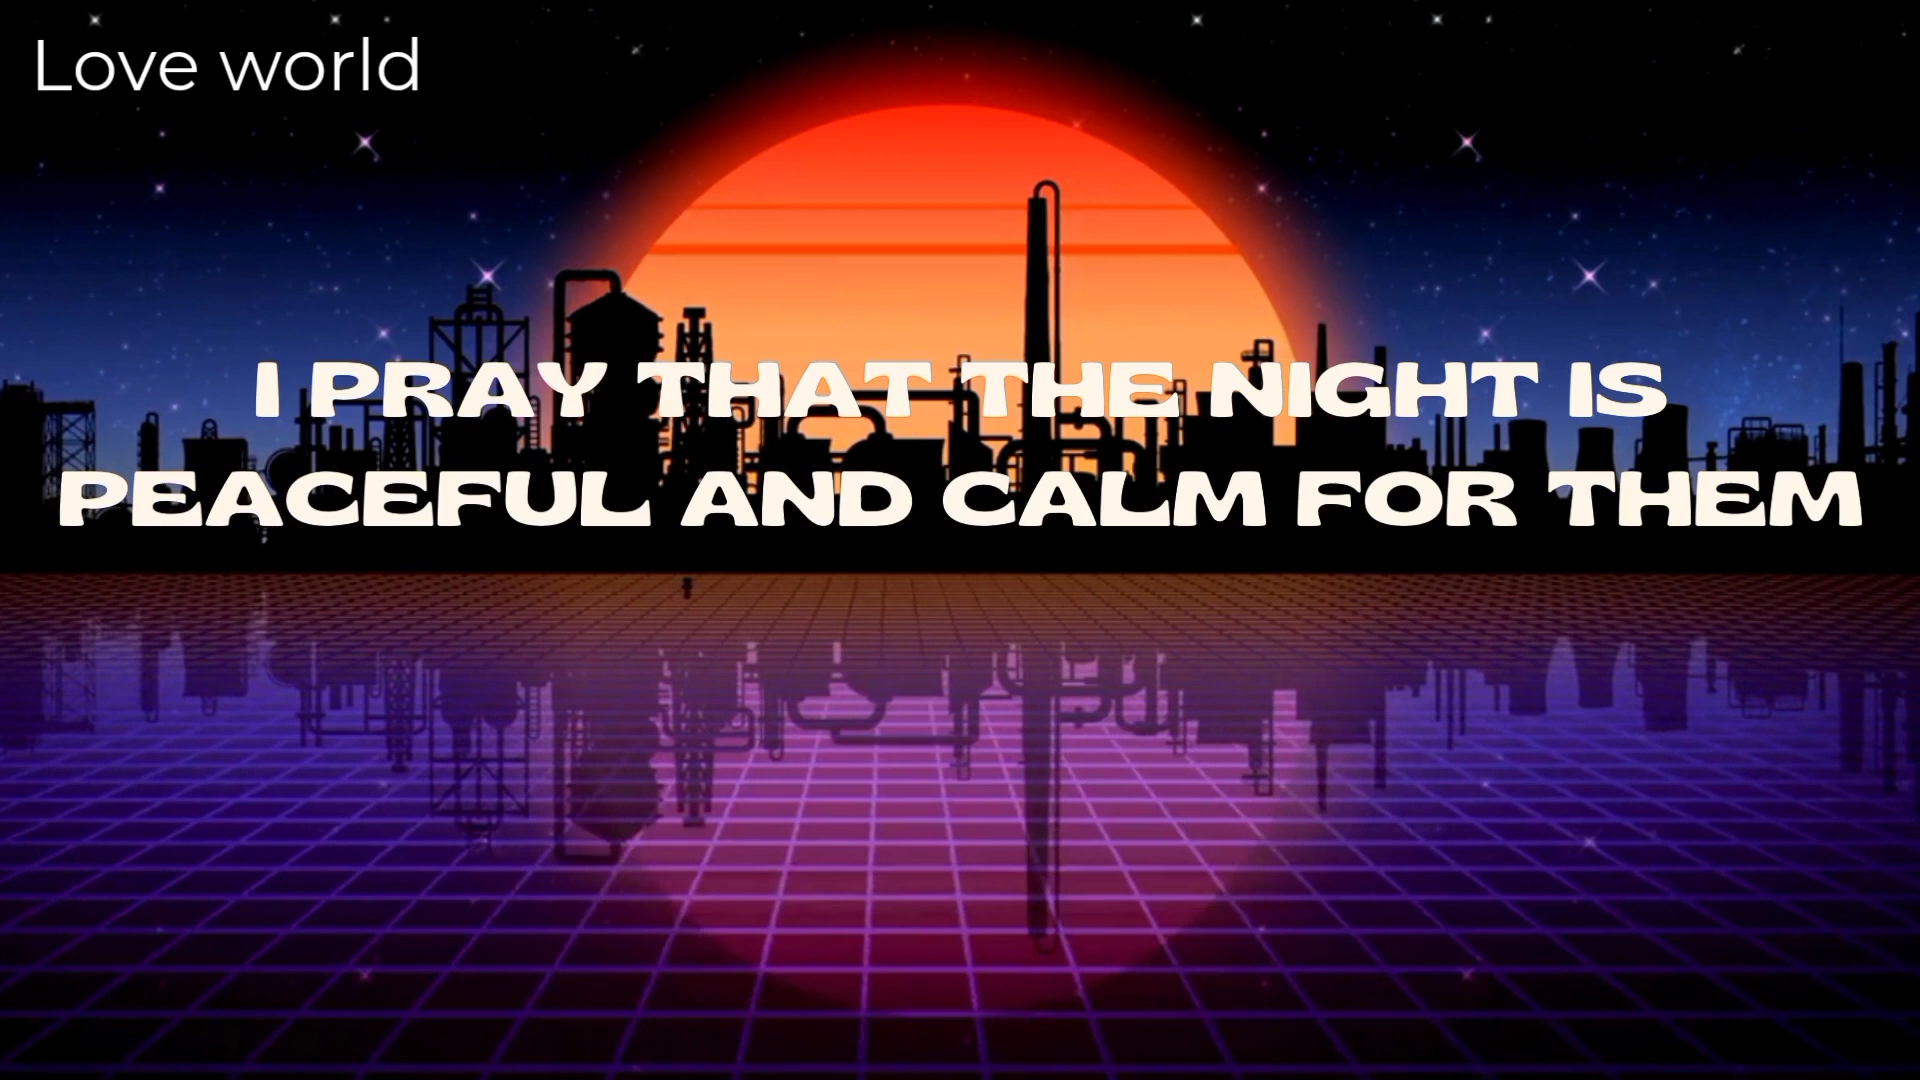 Love world
I PRAY THAT THE NIGHT IS
PEACEFUL AND CALM FOR THEM